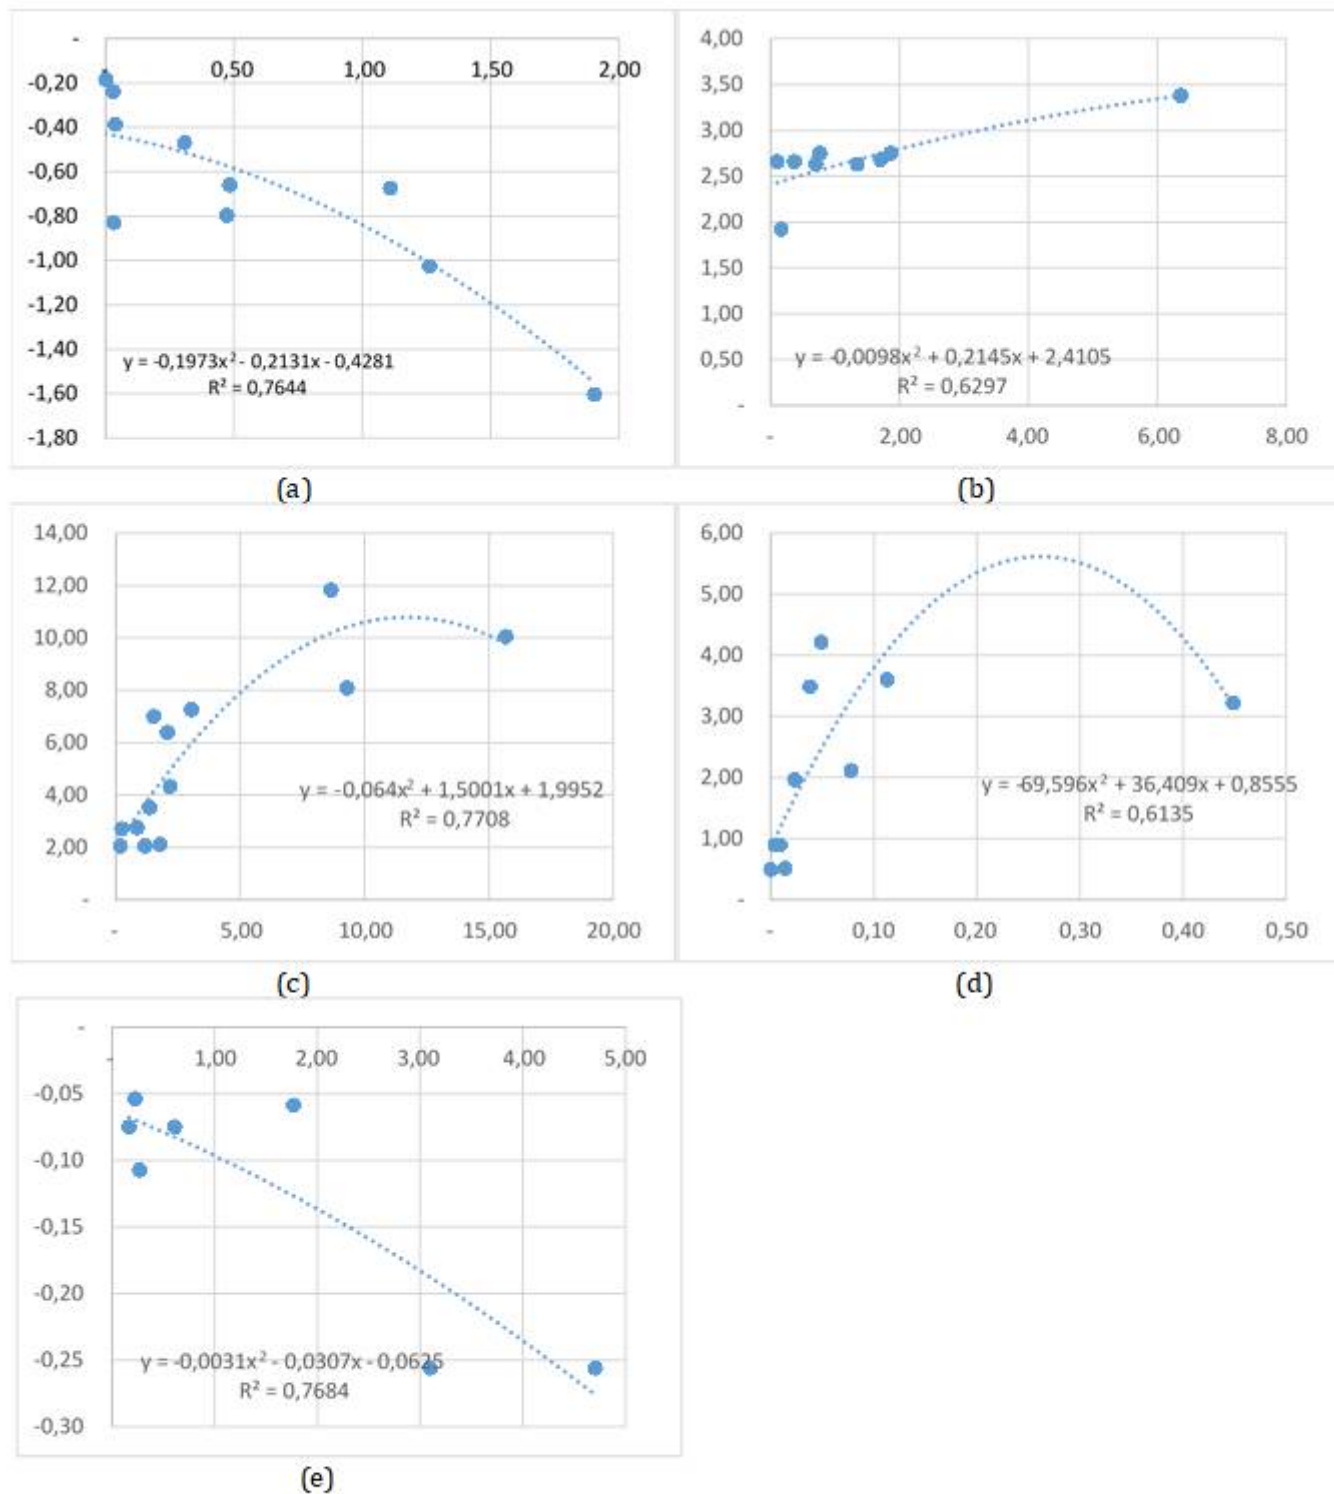 -
0,50 1,00 1,50 2,00
-0,20
-0,40
-0,60
-0,80
-1,00
-1,20
-1,40
-1,60
-1,80
y = -0,1973x² - 0,2131x - 0,4281
R² = 0,7644
(a)
4,00
3,50
3,00
2,50
2,00
1,50
1,00
0,50
-
y = -0,0098x² + 0,2145x + 2,4105
R² = 0,6297
- 2,00 4,00 6,00 8,00
(b)
14,00
12,00
10,00
8,00
6,00
4,00
2,00
-
y = -0,064x² + 1,5001x + 1,9952
R² = 0,7708
- 5,00 10,00 15,00 20,00
(c)
6,00
5,00
4,00
3,00
2,00
1,00
-
y = -69,596x² + 36,409x + 0,8555
R² = 0,6135
- 0,10 0,20 0,30 0,40 0,50
(d)
-
- 1,00 2,00 3,00 4,00 5,00
-0,05
-0,10
-0,15
-0,20
-0,25
-0,30
y = -0,0031x² - 0,0307x - 0,0625
R² = 0,7684
(e)